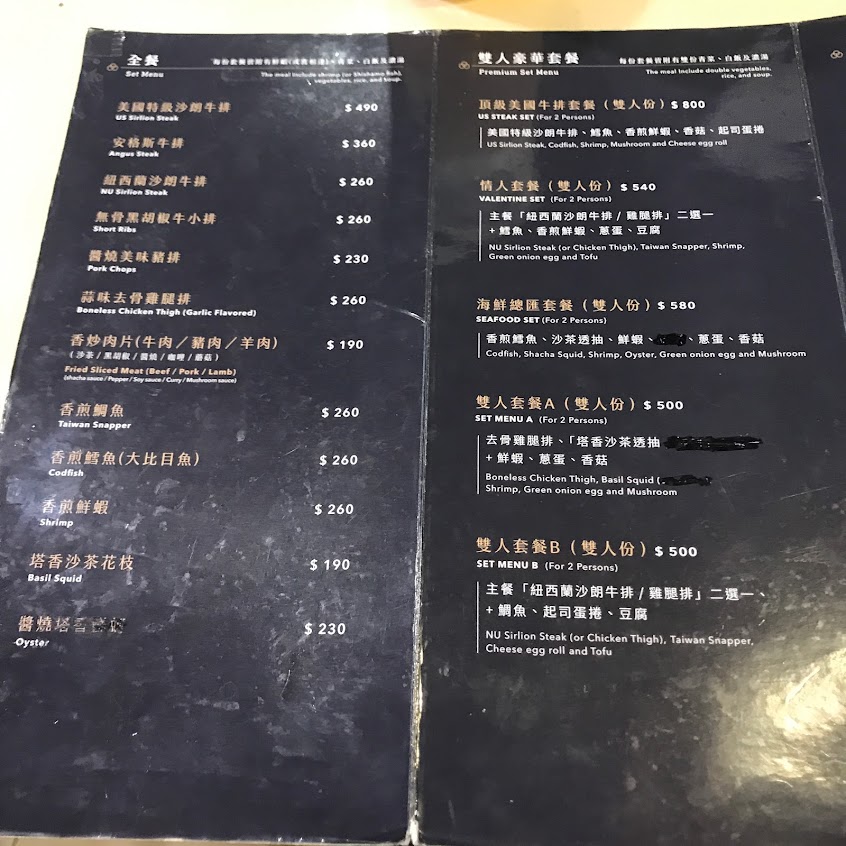 全餐
Set Menu
每份套餐皆附有鮮蝦(或喜相逢)、青菜、白飯及濃湯
The meal include shrimp (or Shishamo fish),
vegetables, rice, and soup.
美國特級沙朗牛排 $ 490
US Sirlion Steak
安格斯牛排 $ 360
Angus Steak
紐西蘭沙朗牛排 $ 260
NU Sirlion Steak
無骨黑胡椒牛小排 $ 260
Short Ribs
醬燒美味豬排 $ 230
Pork Chops
蒜味去骨雞腿排 $ 260
Boneless Chicken Thigh (Garlic Flavored)
香炒肉片(牛肉／豬肉／羊肉) $ 190
( 沙茶 / 黑胡椒 / 醬燒 / 咖哩 / 蘑菇 )
Fried Sliced Meat (Beef / Pork / Lamb)
(shacha sauce / Pepper / Soy sauce / Curry / Mushroom sauce)
香煎鯛魚 $ 260
Taiwan Snapper
香煎鱈魚(大比目魚) $ 260
Codfish
香煎鮮蝦 $ 260
Shrimp
塔香沙茶花枝 $ 190
Basil Squid
醬燒塔香 $ 230
Oyster
雙人豪華套餐
Premium Set Menu
每份套餐皆附有雙份青菜、白飯及濃湯
The meal Include double vegetables,
rice, and soup.
頂級美國牛排套餐（雙人份）$ 800
US STEAK SET (For 2 Persons)
美國特級沙朗牛排、鱈魚、香煎鮮蝦、香菇、起司蛋捲
US Sirlion Steak, Codfish, Shrimp, Mushroom and Cheese egg roll
情人套餐（雙人份）$ 540
VALENTINE SET (For 2 Persons)
主餐「紐西蘭沙朗牛排 / 雞腿排」二選一
+ 鱈魚、香煎鮮蝦、蔥蛋、豆腐
NU Sirlion Steak (or Chicken Thigh), Taiwan Snapper, Shrimp,
Green onion egg and Tofu
海鮮總匯套餐（雙人份）$ 580
SEAFOOD SET (For 2 Persons)
香煎鱈魚、沙茶透抽、鮮蝦、、蔥蛋、香菇
Codfish, Shacha Squid, Shrimp, Oyster, Green onion egg and Mushroom
雙人套餐A（雙人份）$ 500
SET MENU A (For 2 Persons)
去骨雞腿排、「塔香沙茶透抽
+ 鮮蝦、蔥蛋、香菇
Boneless Chicken Thigh, Basil Squid (
Shrimp, Green onion egg and Mushroom
雙人套餐B（雙人份）$ 500
SET MENU B (For 2 Persons)
主餐「紐西蘭沙朗牛排 / 雞腿排」二選一、
+ 鯛魚、起司蛋捲、豆腐
NU Sirlion Steak (or Chicken Thigh), Taiwan Snapper,
Cheese egg roll and Tofu